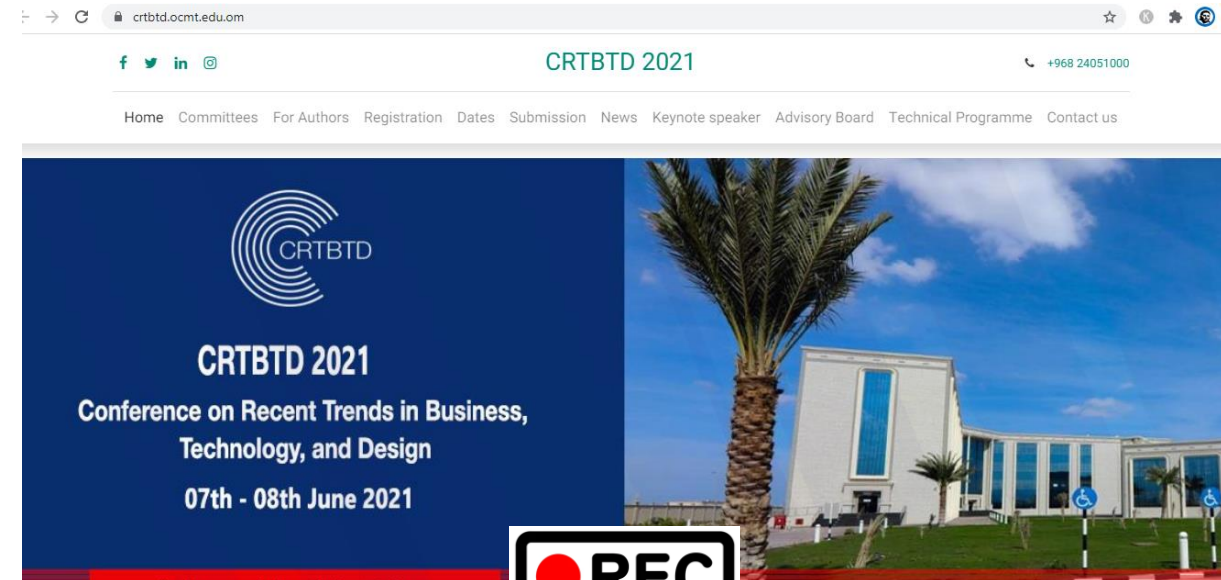 crtbtd.ocmt.edu.om
CRTBTD 2021
+968 24051000
Home Committees For Authors Registration Dates Submission News Keynote speaker Advisory Board Technical Programme Contact us
CRTBTD
CRTBTD 2021
Conference on Recent Trends in Business,
Technology, and Design
07th - 08th June 2021
REC